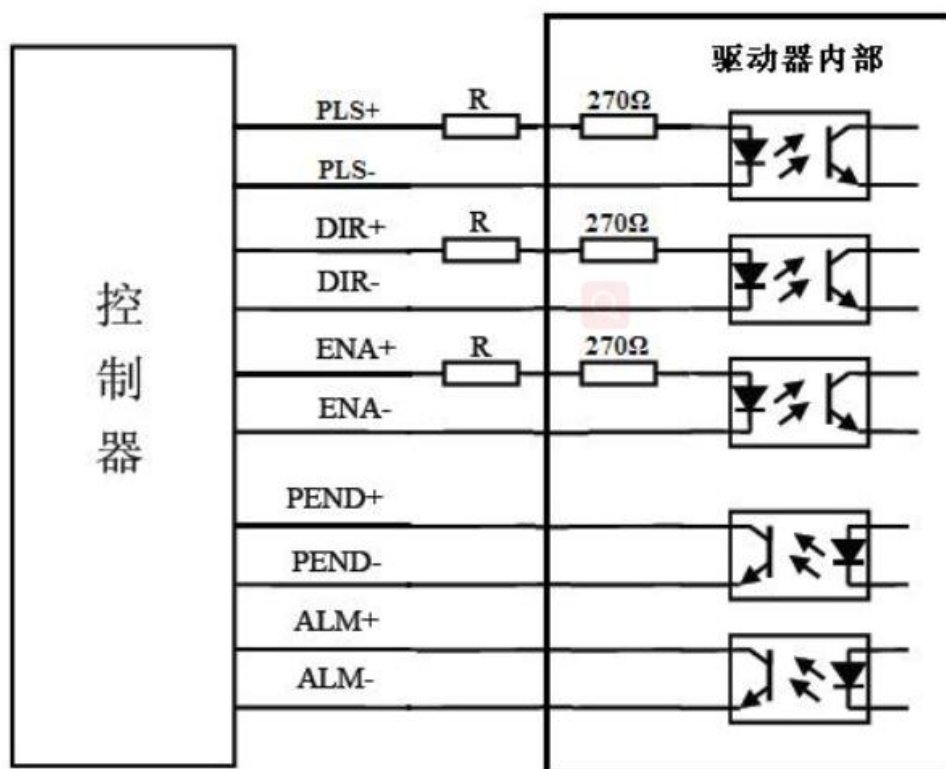 驱动器内部
PLS+ R 270Ω
PLS-
DIR+ R 270Ω
DIR-
ENA+ R 270Ω
ENA-
控制器
PEND+
PEND-
ALM+
ALM-